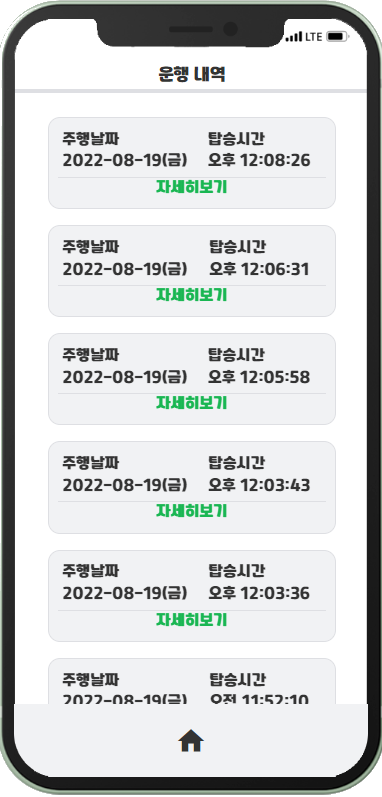 LTE
운행 내역
주행날짜 탑승시간
2022-08-19(금) 오후 12:08:26
자세히보기
주행날짜 탑승시간
2022-08-19(금) 오후 12:06:31
자세히보기
주행날짜 탑승시간
2022-08-19(금) 오후 12:05:58
자세히보기
주행날짜 탑승시간
2022-08-19(금) 오후 12:03:43
자세히보기
주행날짜 탑승시간
2022-08-19(금) 오후 12:03:36
자세히보기
주행날짜 탑승시간
2022-08-19(금) 오전 11:52:10